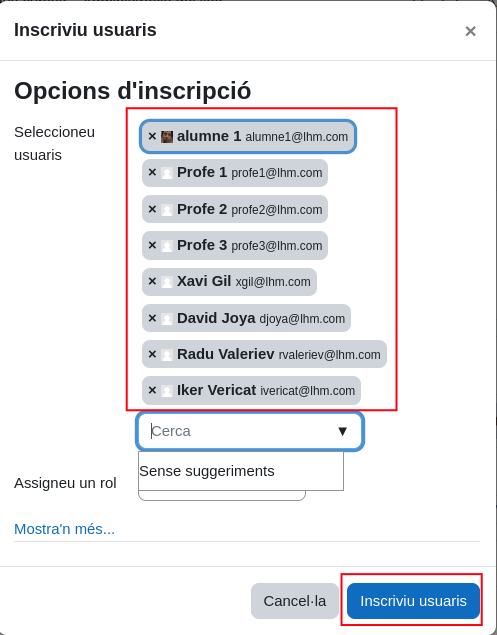 Inscriviu usuaris ×
Opcions d'inscripció
Seleccioneu usuaris
× alumne 1 alumne1@lhm.com
× Profe 1 profe1@lhm.com
× Profe 2 profe2@lhm.com
× Profe 3 profe3@lhm.com
× Xavi Gil xgil@lhm.com
× David Joya djoya@lhm.com
× Radu Valeriev rvaleriev@lhm.com
× Iker Vericat ivericat@lhm.com
Cerca ▼
Sense suggeriments
Assigneu un rol
Mostra'n més...
Cancel·la Inscriviu usuaris